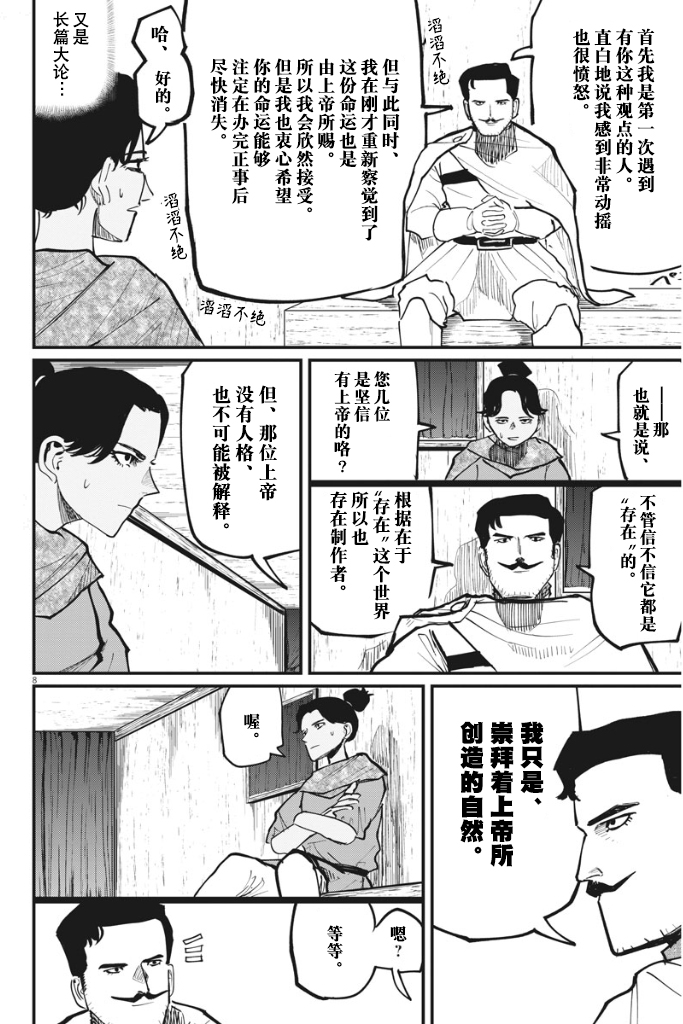 首先我是第一次遇到
有你这种观点的人。
直白地说我感到非常动摇
也很愤怒。
滔滔不绝
但与此同时、
我在刚才重新察觉到了
这份命运也是
由上帝所赐。
所以我会欣然接受。
但是我也衷心希望
你的命运能够
注定在办完正事后
尽快消失。
滔滔不绝
滔滔不绝
哈、
好的。
又是
长篇大论…
——那
也就是说、
您几位
是坚信
有上帝的咯？
不管信不信它都是
“存在”的。
根据在于
“存在”这个世界
所以也
存在制作者。
但、那位上帝
没有人格、
也不可能被解释。
8
我只是、
崇拜着上帝所
创造的自然。
喔。
嗯？
等等。